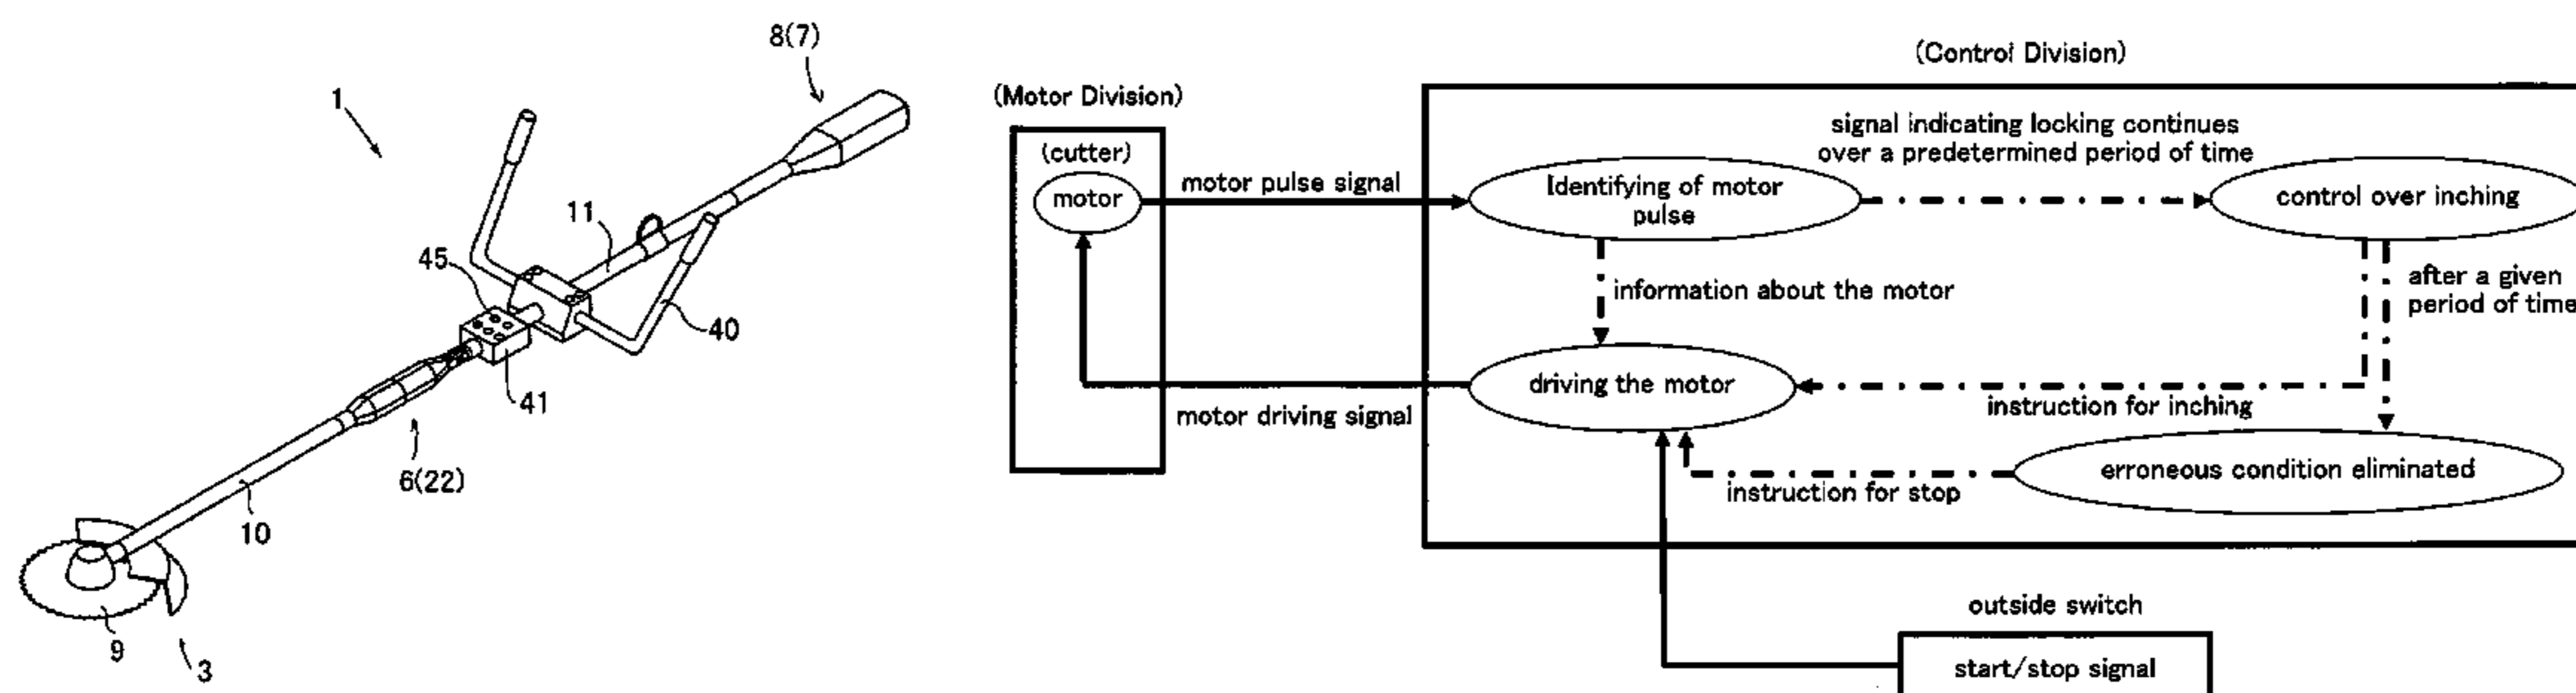 8(7)
1
11
45
40
41
6(22)
10
9
3
(Control Division)
(Motor Division)
(cutter)
motor
motor pulse signal
Identifying of motor
pulse
signal indicating locking continues
over a predetermined period of time
control over inching
information about the motor
after a given
period of time
driving the motor
motor driving signal
instruction for inching
erroneous condition eliminated
instruction for stop
outside switch
start/stop signal